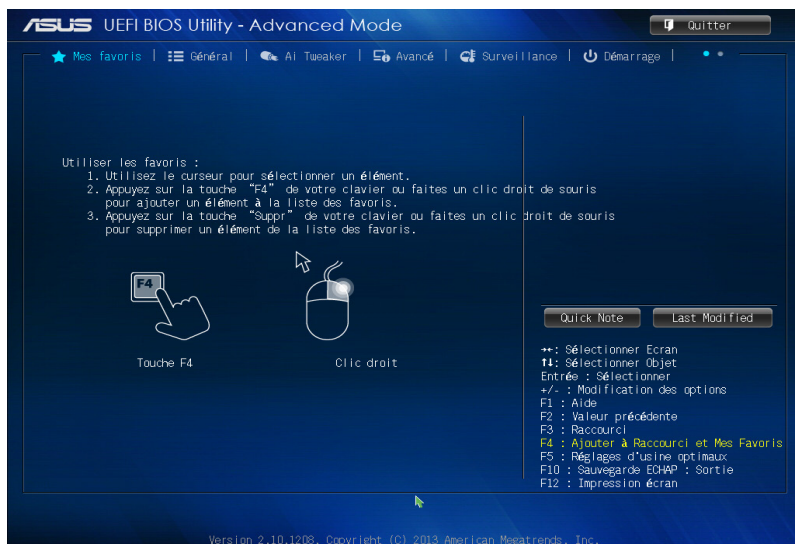 ASUS UEFI BIOS Utility - Advanced Mode
Quitter
Mes favoris | Général | Ai Tweaker | Avancé | Surveillance | Démarrage |
Utiliser les favoris :
1. Utilisez le curseur pour sélectionner un élément.
2. Appuyez sur la touche “F4” de votre clavier ou faites un clic droit de souris
pour ajouter un élément à la liste des favoris.
3. Appuyez sur la touche “Suppr” de votre clavier ou faites un clic droit de souris
pour supprimer un élément de la liste des favoris.
F4
Touche F4
Clic droit
Quick Note
Last Modified
→←: Sélectionner Ecran
↑↓: Sélectionner Objet
Entrée : Sélectionner
+/- : Modification des options
F1 : Aide
F2 : Valeur précédente
F3 : Raccourci
F4 : Ajouter à Raccourci et Mes Favoris
F5 : Réglages d'usine optimaux
F10 : Sauvegarde ECHAP : Sortie
F12 : Impression écran
Version 2.10.1208. Copyright (C) 2013 American Megatrends, Inc.